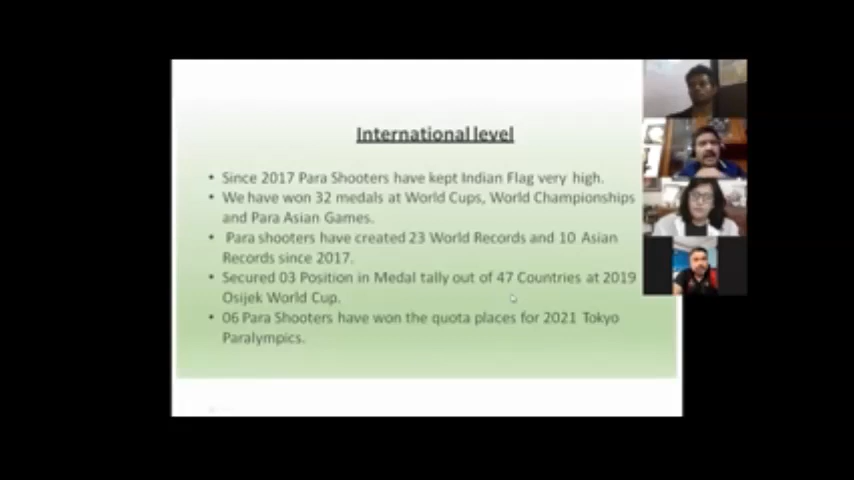 International level
• Since 2017 Para Shooters have kept Indian Flag very high.
• We have won 32 medals at World Cups, World Championships
and Para Asian Games.
• Para shooters have created 23 World Records and 10 Asian
Records since 2017.
• Secured 03 Position in Medal tally out of 47 Countries at 2019
Osijek World Cup.
• 06 Para Shooters have won the quota places for 2021 Tokyo
Paralympics.